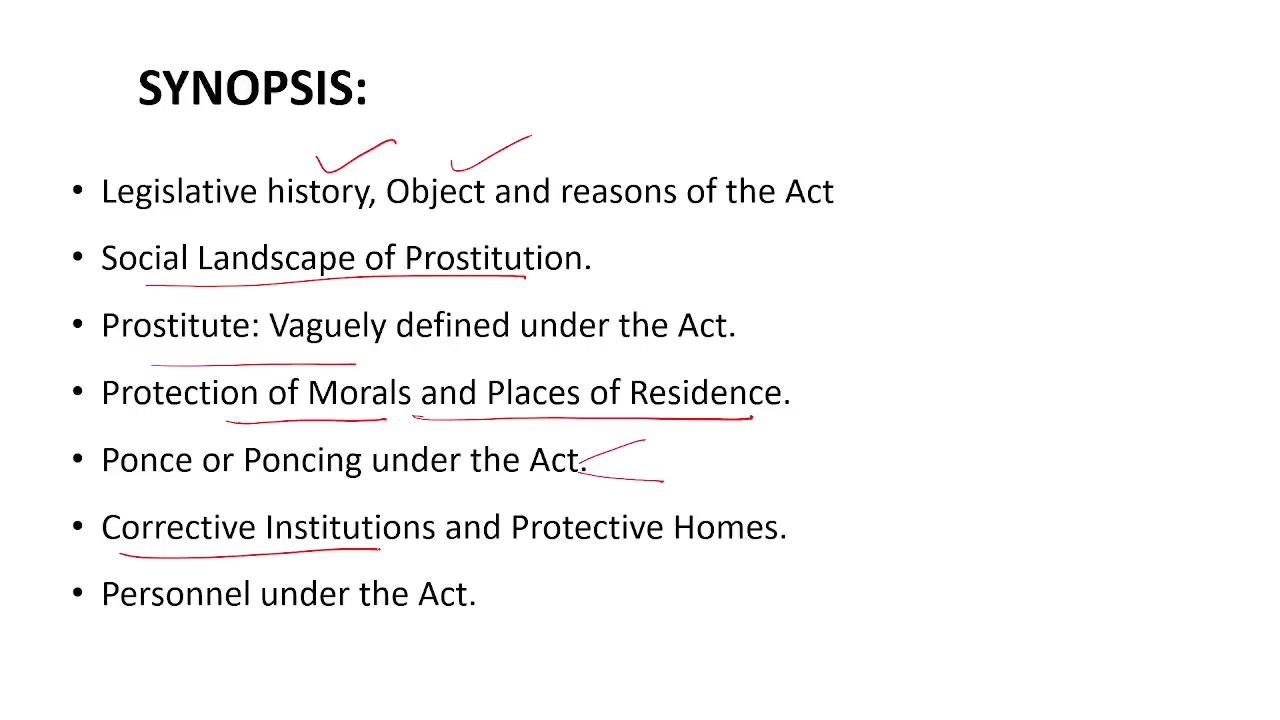 SYNOPSIS:
• Legislative history, Object and reasons of the Act
• Social Landscape of Prostitution.
• Prostitute: Vaguely defined under the Act.
• Protection of Morals and Places of Residence.
• Ponce or Poncing under the Act.
• Corrective Institutions and Protective Homes.
• Personnel under the Act.